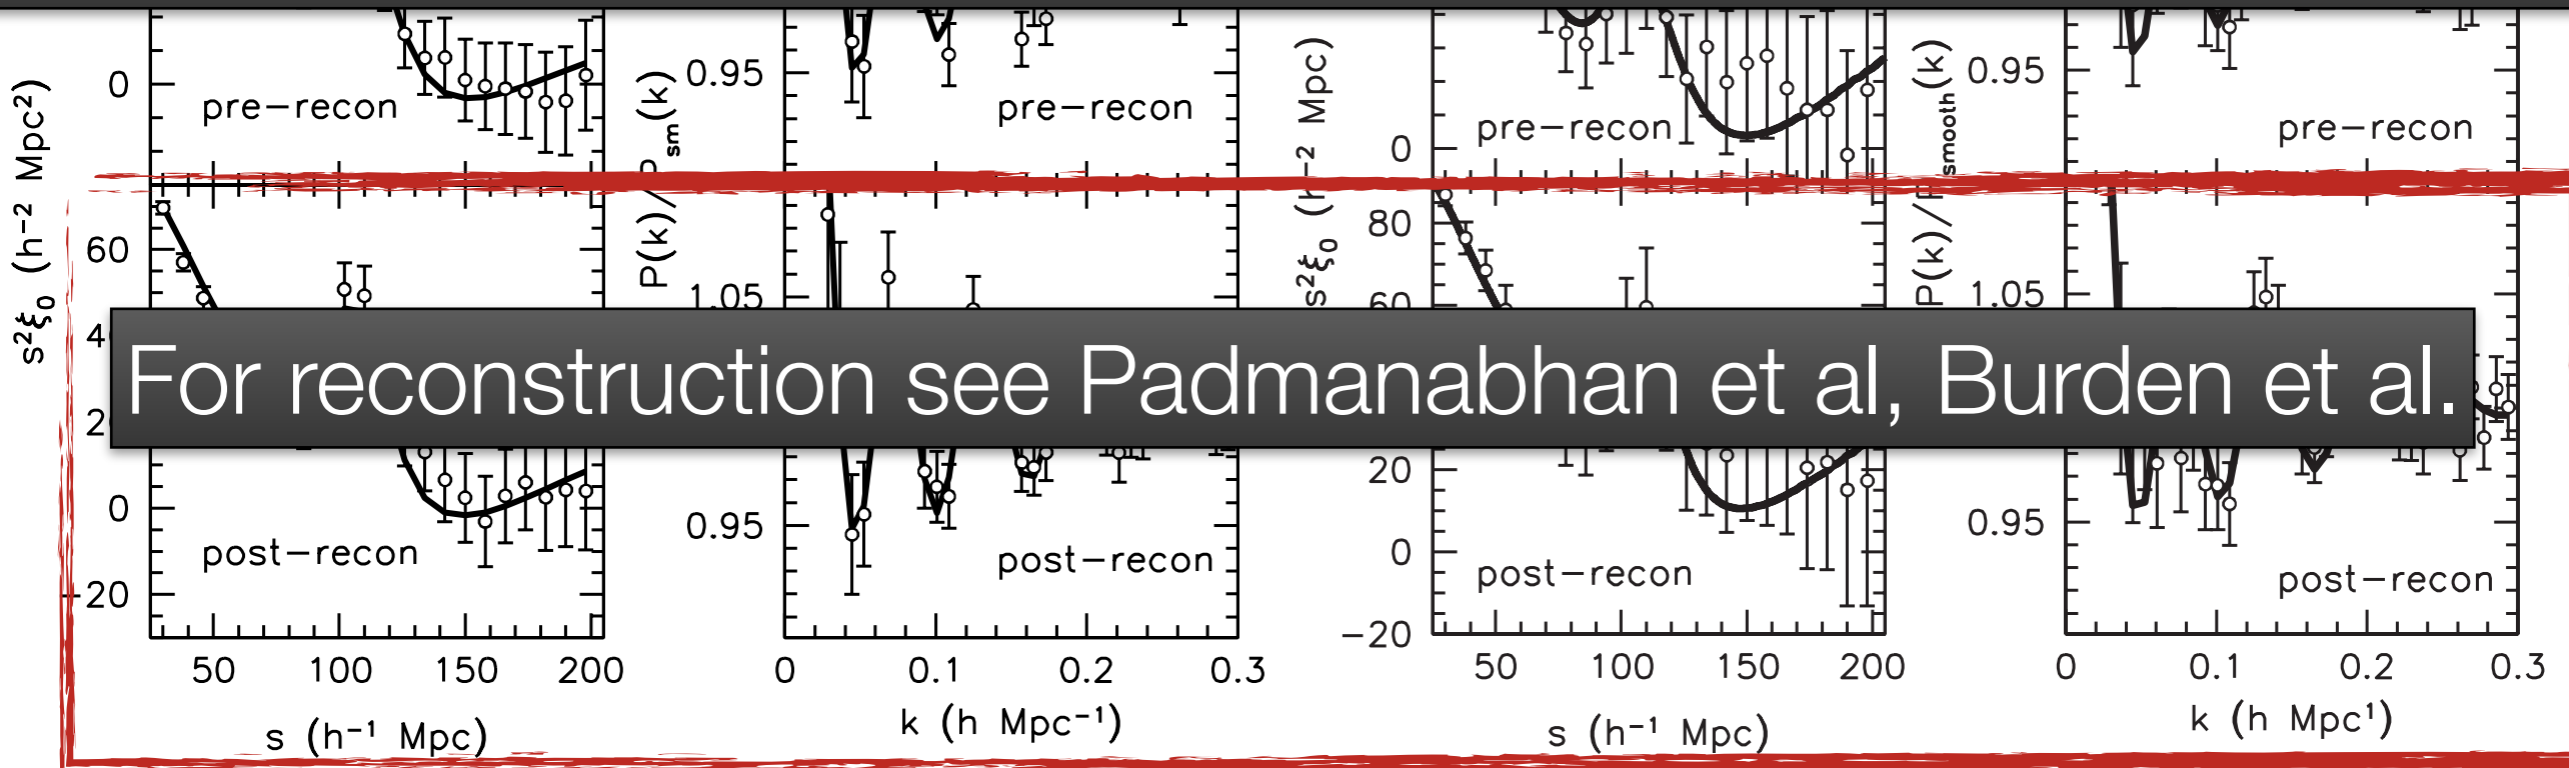 s²ξ₀ (h⁻² Mpc²)
0
pre−recon
60
20
0
−20
post−recon
50 100 150 200
s (h⁻¹ Mpc)
P(k)/P sm(k)
0.95
pre−recon
1.05
0.95
post−recon
0 0.1 0.2 0.3
k (h Mpc⁻¹)
s²ξ₀ (h⁻² Mpc)
0
pre−recon
80
60
20
0
−20
post−recon
50 100 150 200
s (h⁻¹ Mpc)
P(k)/P smooth(k)
0.95
pre−recon
1.05
0.95
post−recon
0 0.1 0.2 0.3
k (h Mpc¹)
For reconstruction see Padmanabhan et al, Burden et al.